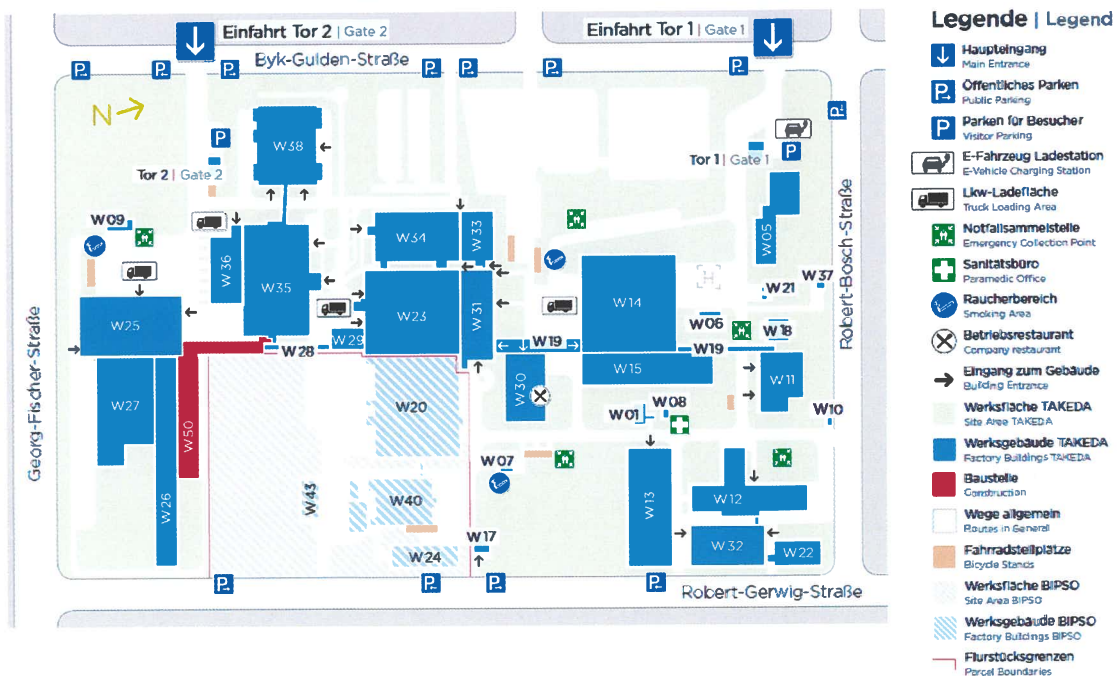 Einfahrt Tor 2 | Gate 2
Einfahrt Tor 1 | Gate 1
Byk-Gulden-Straße
N
P
W38
Tor 2 | Gate 2
Tor 1 | Gate 1
P
P
W09
W36
W35
W34
W33
W05
W37
W21
H
W25
W23
W31
W14
W06
W18
W29
W28
W19
W19
W15
W11
W27
W50
W26
W20
W30
W01
W08
W10
W07
W43
W40
W24
W17
W13
W12
W32
W22
Georg-Fischer-Straße
Robert-Bosch-Straße
Robert-Gerwig-Straße
Legende | Legend
Haupteingang
Main Entrance
Öffentliches Parken
Public Parking
Parken für Besucher
Visitor Parking
E-Fahrzeug Ladestation
E-Vehicle Charging Station
Lkw-Ladefläche
Truck Loading Area
Notfallsammelstelle
Emergency Collection Point
Sanitätsbüro
Paramedic Office
Raucherbereich
Smoking Area
Betriebsrestaurant
Company restaurant
Eingang zum Gebäude
Building Entrance
Werksfläche TAKEDA
Site Area TAKEDA
Werksgebäude TAKEDA
Factory Buildings TAKEDA
Baustelle
Construction
Wege allgemein
Routes in General
Fahrradstellplätze
Bicycle Stands
Werksfläche BIPSO
Site Area BIPSO
Werksgebäude BIPSO
Factory Buildings BIPSO
Flurstücksgrenzen
Parcel Boundaries